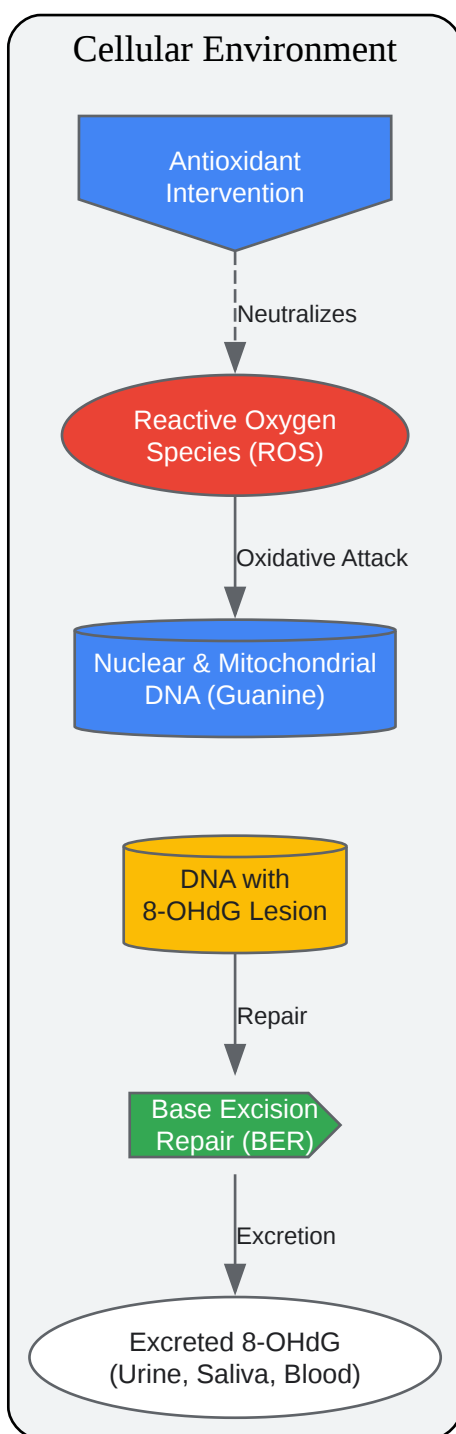 Cellular Environment
Antioxidant
Intervention
Neutralizes
Reactive Oxygen
Species (ROS)
Oxidative Attack
Nuclear & Mitochondrial
DNA (Guanine)
DNA with
8-OHdG Lesion
Repair
Base Excision
Repair (BER)
Excretion
Excreted 8-OHdG
(Urine, Saliva, Blood)